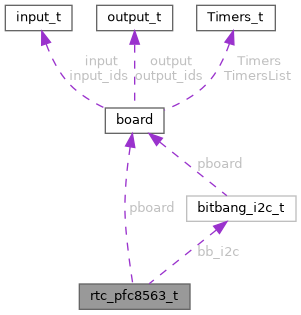 input_t
output_t
Timers_t
input
input_ids
output
output_ids
Timers
TimersList
board
pboard
bitbang_i2c_t
pboard
bb_i2c
rtc_pfc8563_t